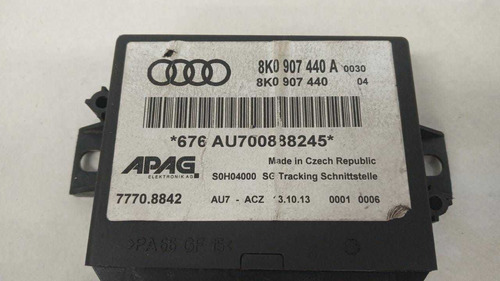 8K0 907 440 A 0030
8K0 907 440 04
*676 AU700888245*
APAG Made in Czech Republic
ELEKTRONIK AG S0H04000 SG Tracking Schnittstelle
7770.8842 AU7 - ACZ 13.10.13 0001 0006
>PA66